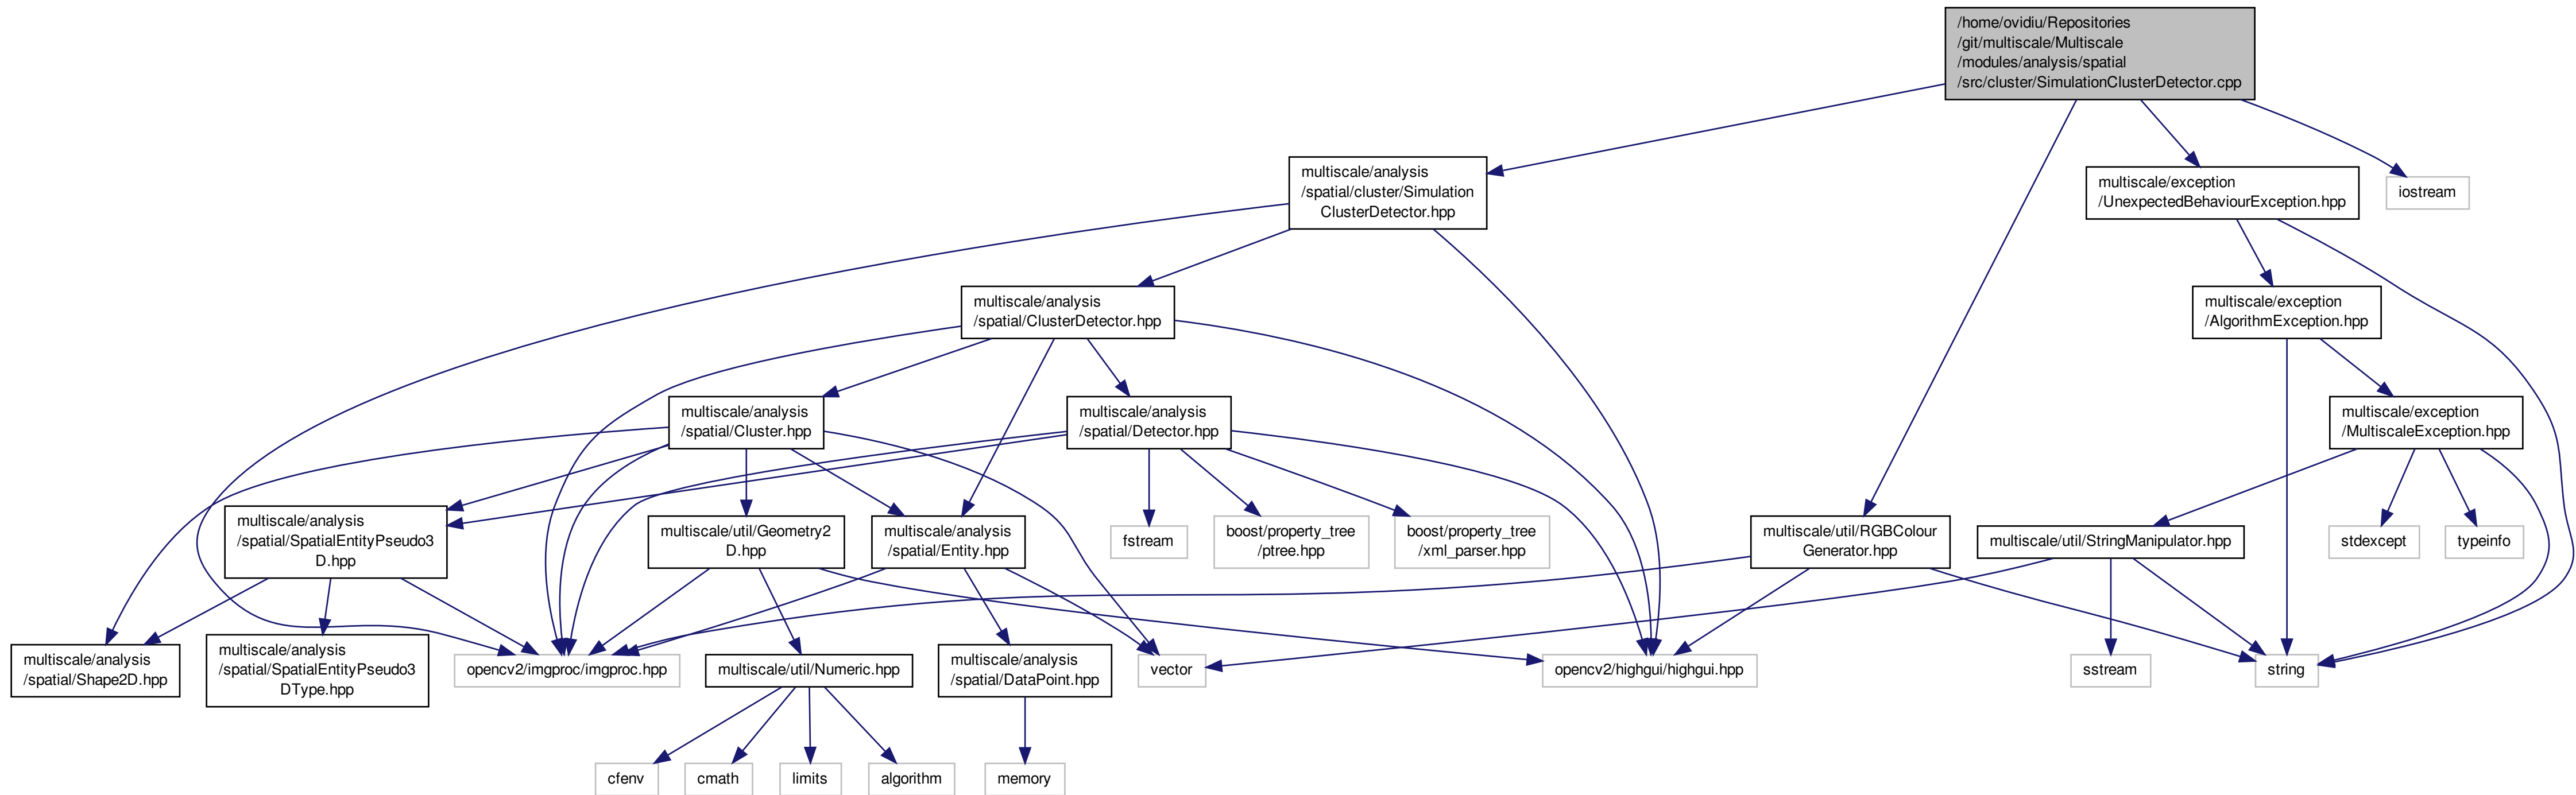 /home/ovidiu/Repositories
/git/multiscale/Multiscale
/modules/analysis/spatial
/src/cluster/SimulationClusterDetector.cpp
multiscale/analysis
/spatial/cluster/Simulation
ClusterDetector.hpp
multiscale/exception
/UnexpectedBehaviourException.hpp
iostream
multiscale/analysis
/spatial/ClusterDetector.hpp
multiscale/exception
/AlgorithmException.hpp
multiscale/analysis
/spatial/Cluster.hpp
multiscale/analysis
/spatial/Detector.hpp
multiscale/exception
/MultiscaleException.hpp
multiscale/analysis
/spatial/SpatialEntityPseudo3
D.hpp
multiscale/util/Geometry2
D.hpp
multiscale/analysis
/spatial/Entity.hpp
fstream
boost/property_tree
/ptree.hpp
boost/property_tree
/xml_parser.hpp
multiscale/util/RGBColour
Generator.hpp
multiscale/util/StringManipulator.hpp
stdexcept
typeinfo
multiscale/analysis
/spatial/Shape2D.hpp
multiscale/analysis
/spatial/SpatialEntityPseudo3
DType.hpp
opencv2/imgproc/imgproc.hpp
multiscale/util/Numeric.hpp
multiscale/analysis
/spatial/DataPoint.hpp
vector
opencv2/highgui/highgui.hpp
sstream
string
cfenv
cmath
limits
algorithm
memory